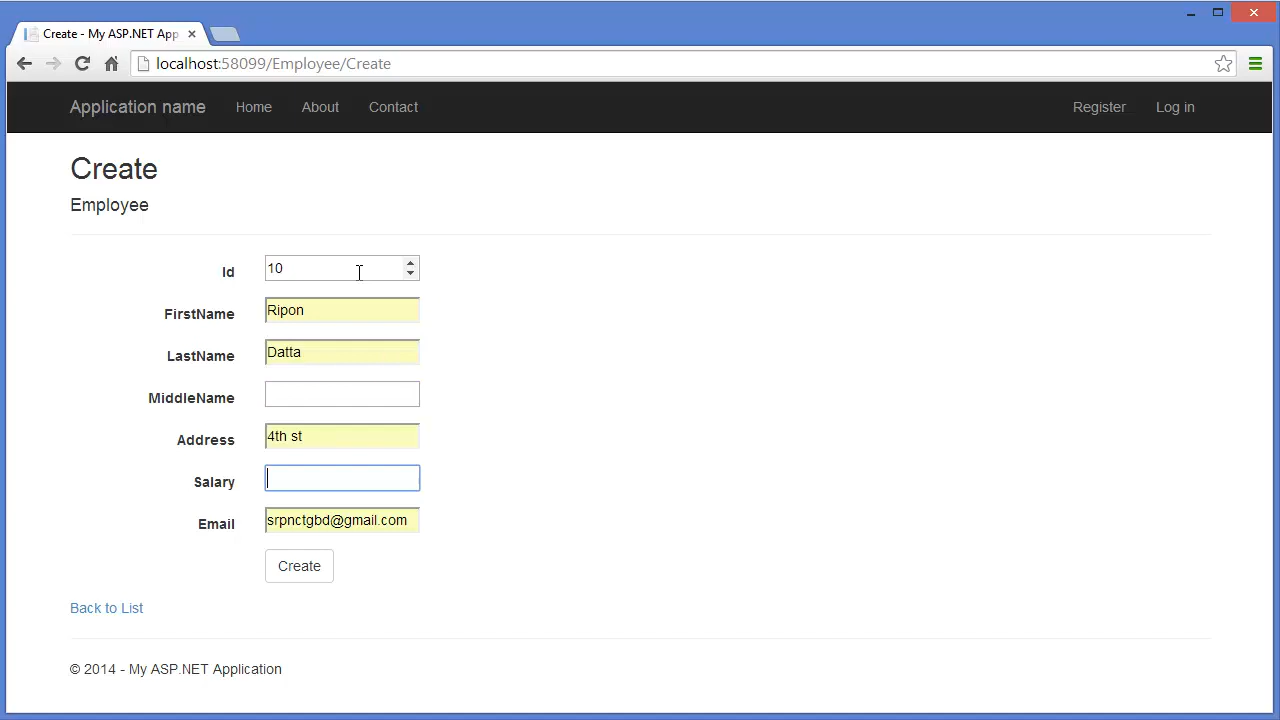 Create - My ASP.NET App
localhost:58099/Employee/Create
Application name Home About Contact Register Log in
Create
Employee
Id 10
FirstName Ripon
LastName Datta
MiddleName
Address 4th st
Salary
Email srpnctgbd@gmail.com
Create
Back to List
© 2014 - My ASP.NET Application